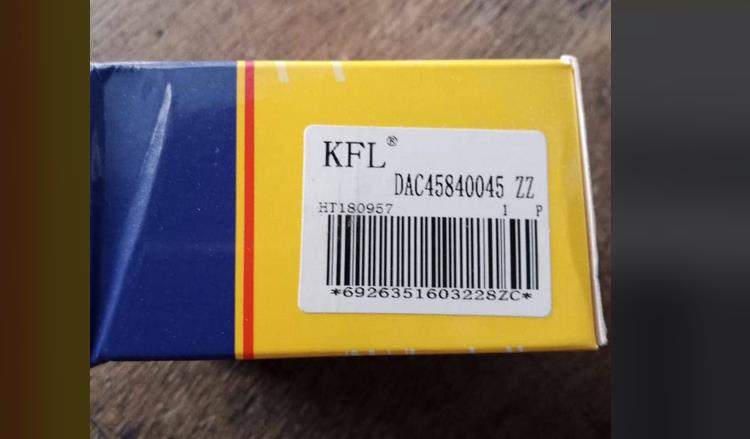 KFL®
DAC45840045 ZZ
HT180957 1 P
*6926351603228ZC*